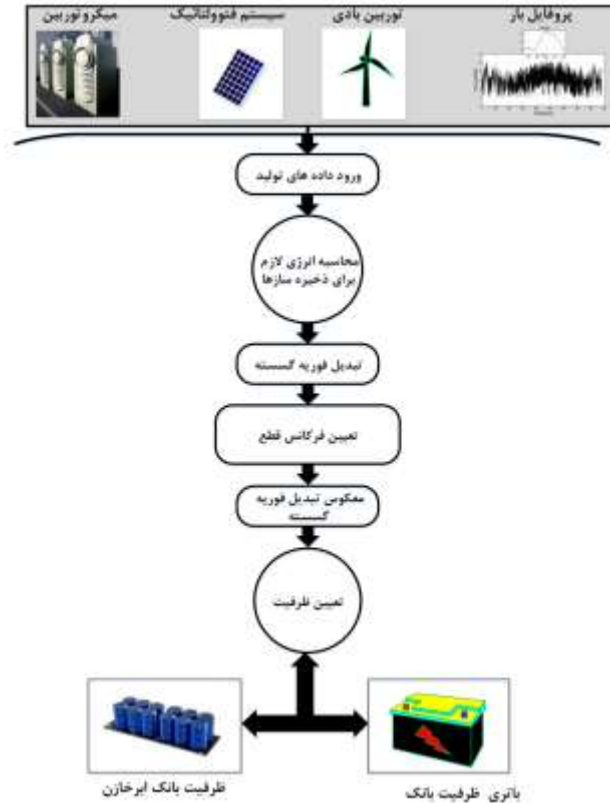 پروفایل بار
توربین بادی
سیستم فتوولتائیک
میکروتوربین
ورود داده های تولید
محاسبه انرژی لازم
برای ذخیره سازها
تبدیل فوریه گسسته
تعیین فرکانس قطع
معکوس تبدیل فوریه
گسسته
تعیین ظرفیت
باتری ظرفیت بانک
ظرفیت بانک ابرخازن